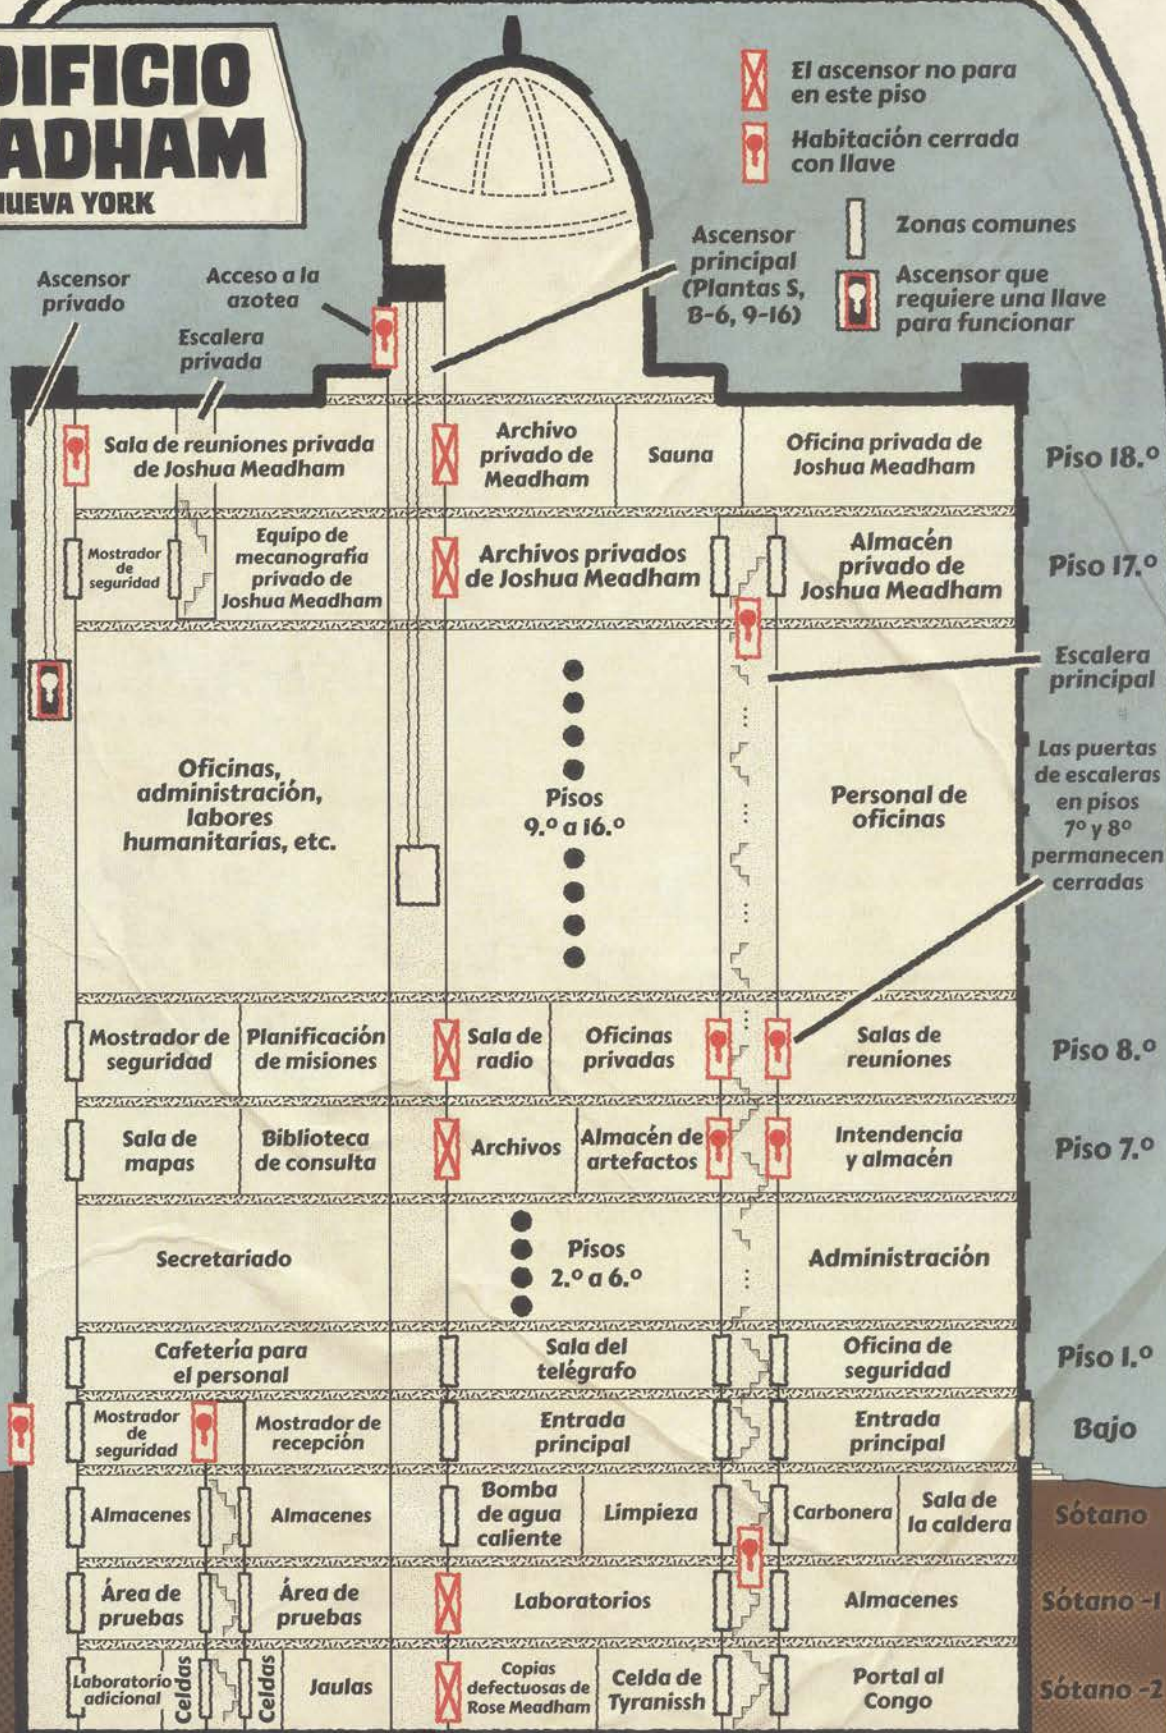 DIFICIO
ADHAM
NUEVA YORK
El ascensor no para
en este piso
Habitación cerrada
con llave
Zonas comunes
Ascensor que
requiere una llave
para funcionar
Ascensor
principal
(Plantas S,
B-6, 9-16)
Ascensor
privado
Acceso a la
azotea
Escalera
privada
Sala de reuniones privada
de Joshua Meadham
Archivo
privado de
Meadham
Sauna
Oficina privada de
Joshua Meadham
Piso 18.º
Mostrador
de
seguridad
Equipo de
mecanografía
privado de
Joshua Meadham
Archivos privados
de Joshua Meadham
Almacén
privado de
Joshua Meadham
Piso 17.º
Escalera
principal
Oficinas,
administración,
labores
humanitarias, etc.
Pisos
9.º a 16.º
Personal de
oficinas
Las puertas
de escaleras
en pisos
7º y 8º
permanecen
cerradas
Mostrador de
seguridad
Planificación
de misiones
Sala de
radio
Oficinas
privadas
Salas de
reuniones
Piso 8.º
Sala de
mapas
Biblioteca
de consulta
Archivos
Almacén de
artefactos
Intendencia
y almacén
Piso 7.º
Secretariado
Pisos
2.º a 6.º
Administración
Cafetería para
el personal
Sala del
telégrafo
Oficina de
seguridad
Piso 1.º
Mostrador
de
seguridad
Mostrador de
recepción
Entrada
principal
Entrada
principal
Bajo
Almacenes
Almacenes
Bomba
de agua
caliente
Limpieza
Carbonera
Sala de
la caldera
Sótano
Área de
pruebas
Área de
pruebas
Laboratorios
Almacenes
Sótano -1
Laboratorio
adicional
Celdas
Celdas
Jaulas
Copias
defectuosas de
Rose Meadham
Celda de
Tyranissh
Portal al
Congo
Sótano -2